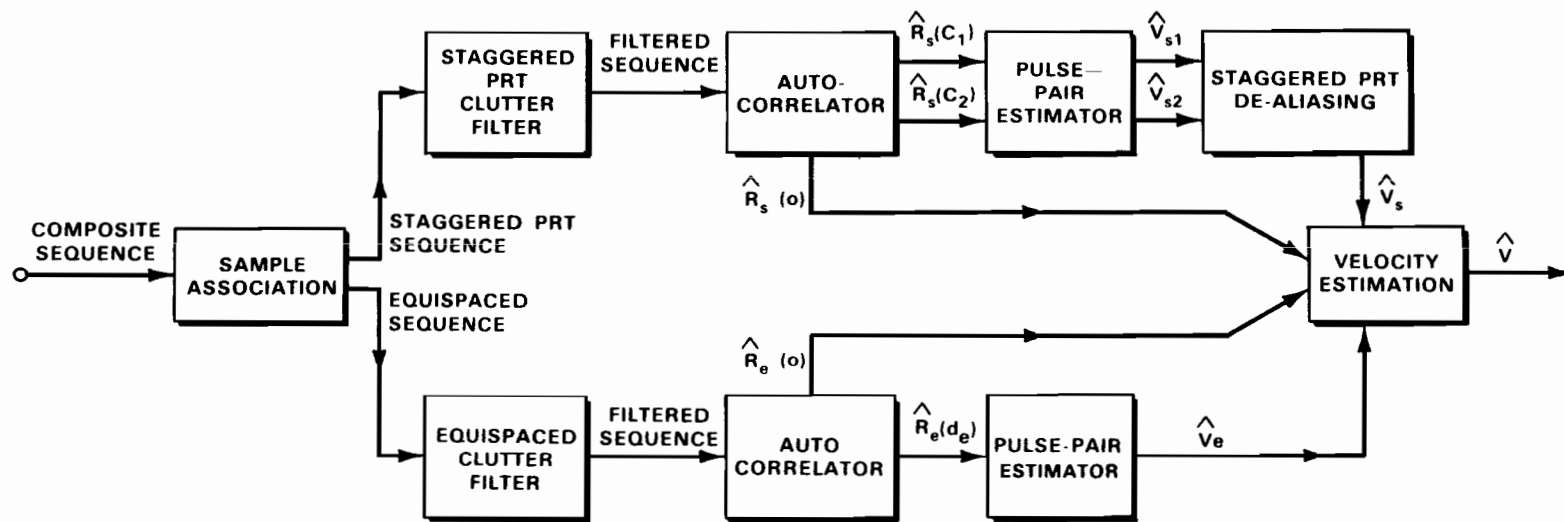 STAGGERED
PRT
CLUTTER
FILTER
FILTERED
SEQUENCE
AUTO-
CORRELATOR
R̂s(C1)
R̂s(C2)
PULSE—
PAIR
ESTIMATOR
V̂s1
V̂s2
STAGGERED PRT
DE-ALIASING
R̂s (o)
V̂s
COMPOSITE
SEQUENCE
SAMPLE
ASSOCIATION
STAGGERED PRT
SEQUENCE
EQUISPACED
SEQUENCE
VELOCITY
ESTIMATION
V̂
R̂e (o)
EQUISPACED
CLUTTER
FILTER
FILTERED
SEQUENCE
AUTO
CORRELATOR
R̂e(de)
PULSE-PAIR
ESTIMATOR
V̂e